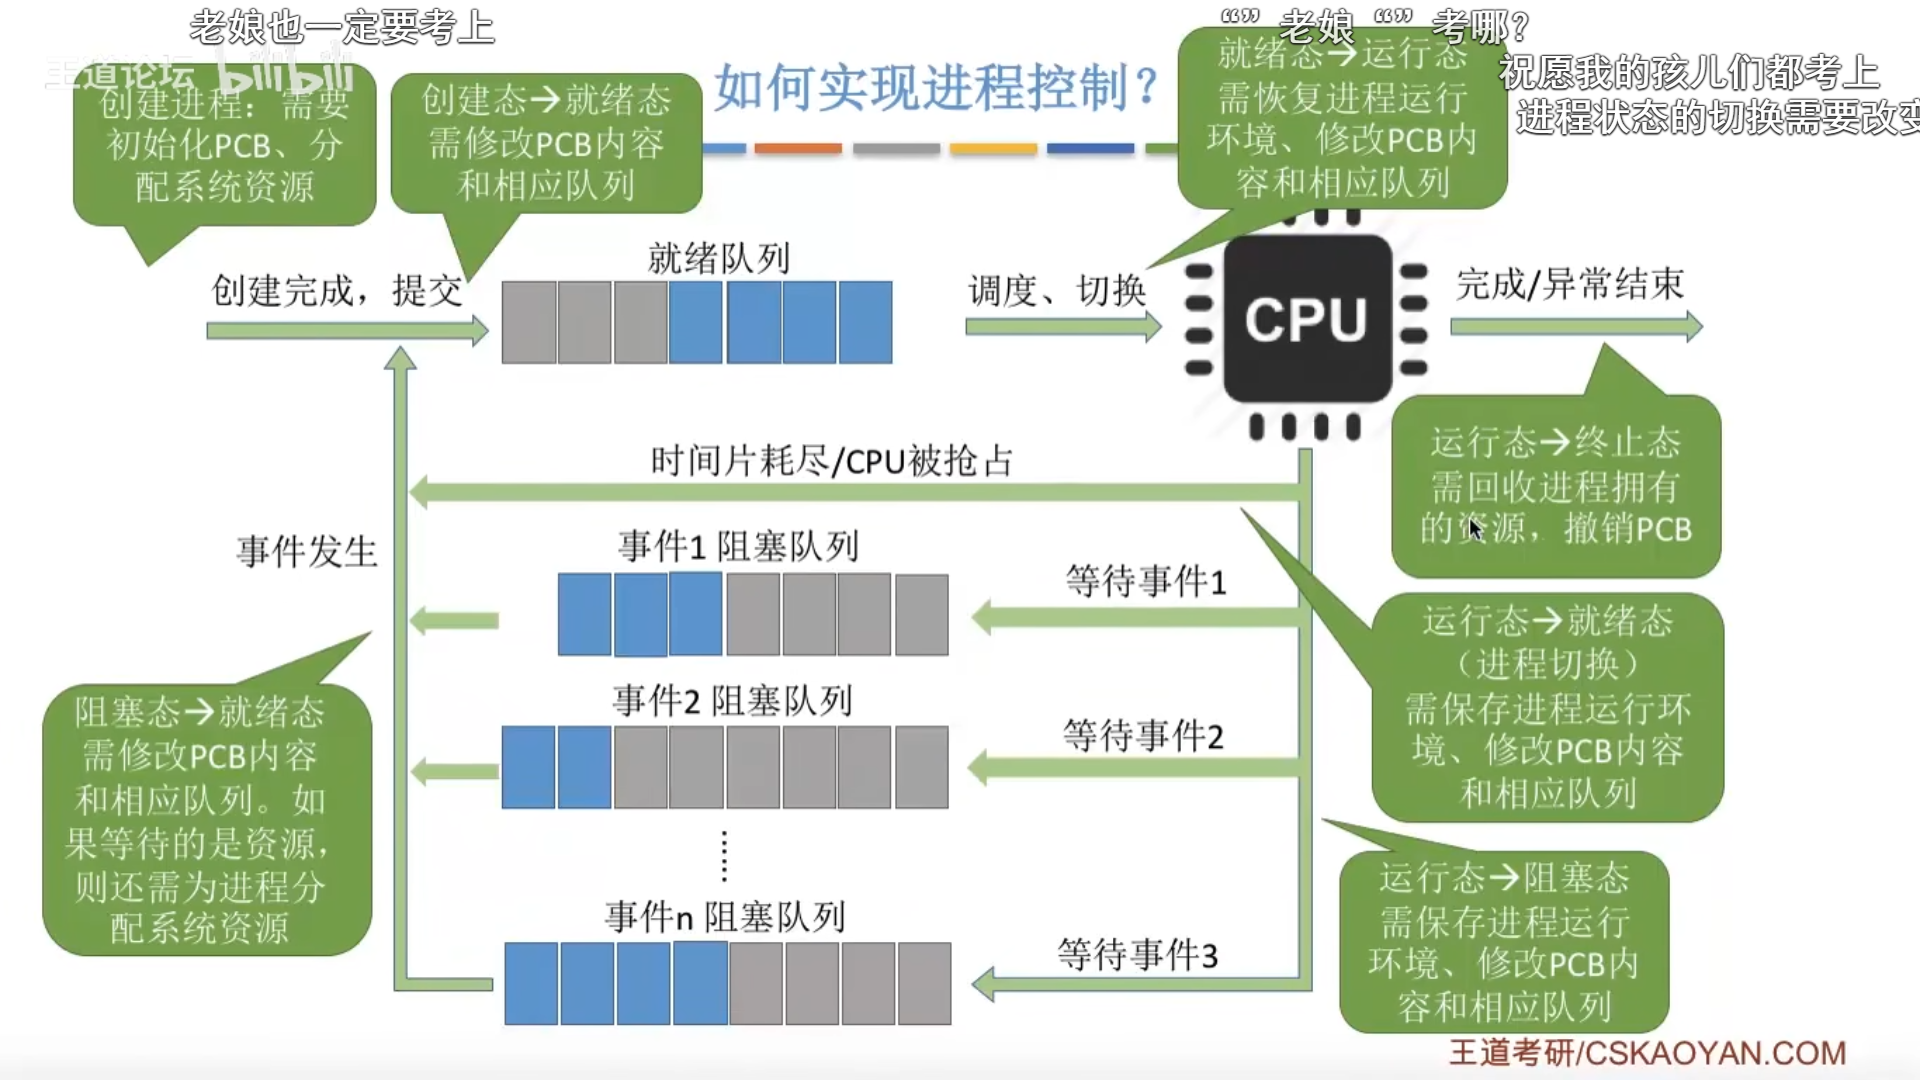 老娘也一定要考上
“”老娘“”考哪？
祝愿我的孩儿们都考上
进程状态的切换需要改变
王道论坛 bilibili
如何实现进程控制？
创建进程：需要
初始化PCB、分
配系统资源
创建态→就绪态
需修改PCB内容
和相应队列
就绪态→运行态
需恢复进程运行
环境、修改PCB内
容和相应队列
创建完成，提交
就绪队列
调度、切换
CPU
完成/异常结束
运行态→终止态
需回收进程拥有
的资源，撤销PCB
时间片耗尽/CPU被抢占
事件发生
事件1 阻塞队列
等待事件1
运行态→就绪态
（进程切换）
需保存进程运行环
境、修改PCB内容
和相应队列
事件2 阻塞队列
等待事件2
阻塞态→就绪态
需修改PCB内容
和相应队列。如
果等待的是资源，
则还需为进程分
配系统资源
......
事件n 阻塞队列
等待事件3
运行态→阻塞态
需保存进程运行
环境、修改PCB内
容和相应队列
王道考研/CSKAOYAN.COM